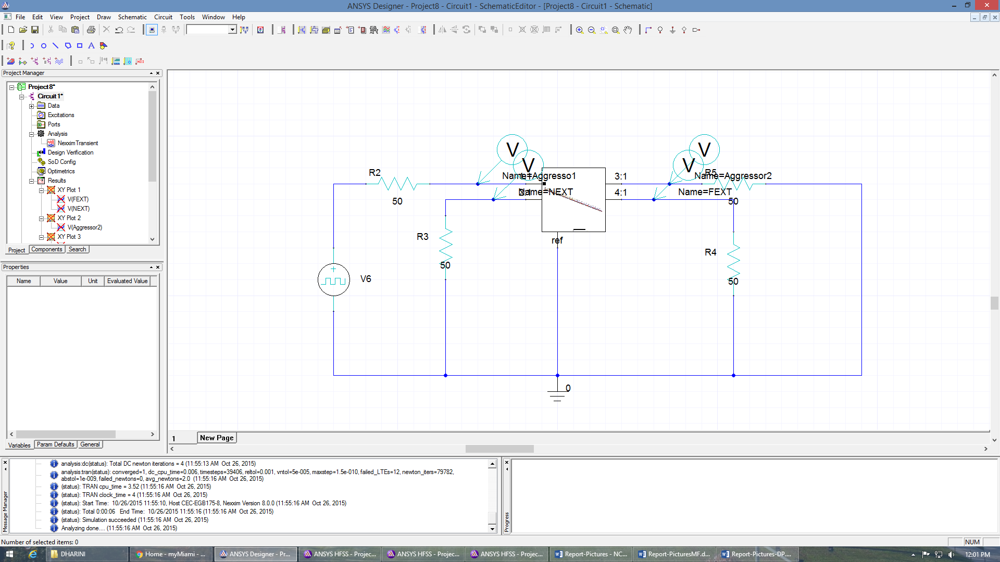 ANSYS Designer - Project8 - Circuit1 - SchematicEditor - [Project8 - Circuit1 - Schematic]
File Edit View Project Draw Schematic Circuit Tools Window Help
Project Manager
Project8*
Circuit1*
Data
Excitations
Ports
Analysis
NexximTransient
Design Verification
SoD Config
Optimetrics
Results
XY Plot 1
V(FEXT)
V(NEXT)
XY Plot 2
V(Aggressor2)
XY Plot 3
Project Components Search
Properties
Name Value Unit Evaluated Value
Variables Param Defaults General
V V
V V
R2 Name=Aggresso1 3:1 R5 Name=Aggressor2
50 Name=NEXT 4:1 Name=FEXT 50
R3 ref
50 R4
V6 50
0
1 New Page
analysis:dc(status): Total DC newton iterations = 4 (11:55:13 AM Oct 26, 2015)
analysis:tran(status): converged=1, dc_cpu_time=0.006, timesteps=39406, reltol=0.001, vntol=5e-005, maxstep=1.5e-010, failed_LTEs=12, newton_iters=79782,
abstol=1e-009, failed_newtons=0, avg_newtons=2.0 (11:55:16 AM Oct 26, 2015)
(status): TRAN cpu_time = 3.52 (11:55:16 AM Oct 26, 2015)
(status): TRAN clock_time = 4 (11:55:16 AM Oct 26, 2015)
(status): Start Time: 10/26/2015 11:55:10, Host CEC-EGB175-8, Nexxim Version 8.0.0 (11:55:16 AM Oct 26, 2015)
(status): Total 0:00:06 End Time: 10/26/2015 11:55:16 (11:55:16 AM Oct 26, 2015)
(status): Simulation succeeded (11:55:16 AM Oct 26, 2015)
Analyzing done.... (11:55:16 AM Oct 26, 2015)
Message Manager
Progress
Number of selected items: 0 NUM
DHARINI Home - myMiami - ... ANSYS Designer - Pr... ANSYS HFSS - Projec... ANSYS HFSS - Projec... ANSYS HFSS - Projec... Report-Pictures - NC... Report-PicturesMF.d... Report-Pictures-DP.... 12:01 PM